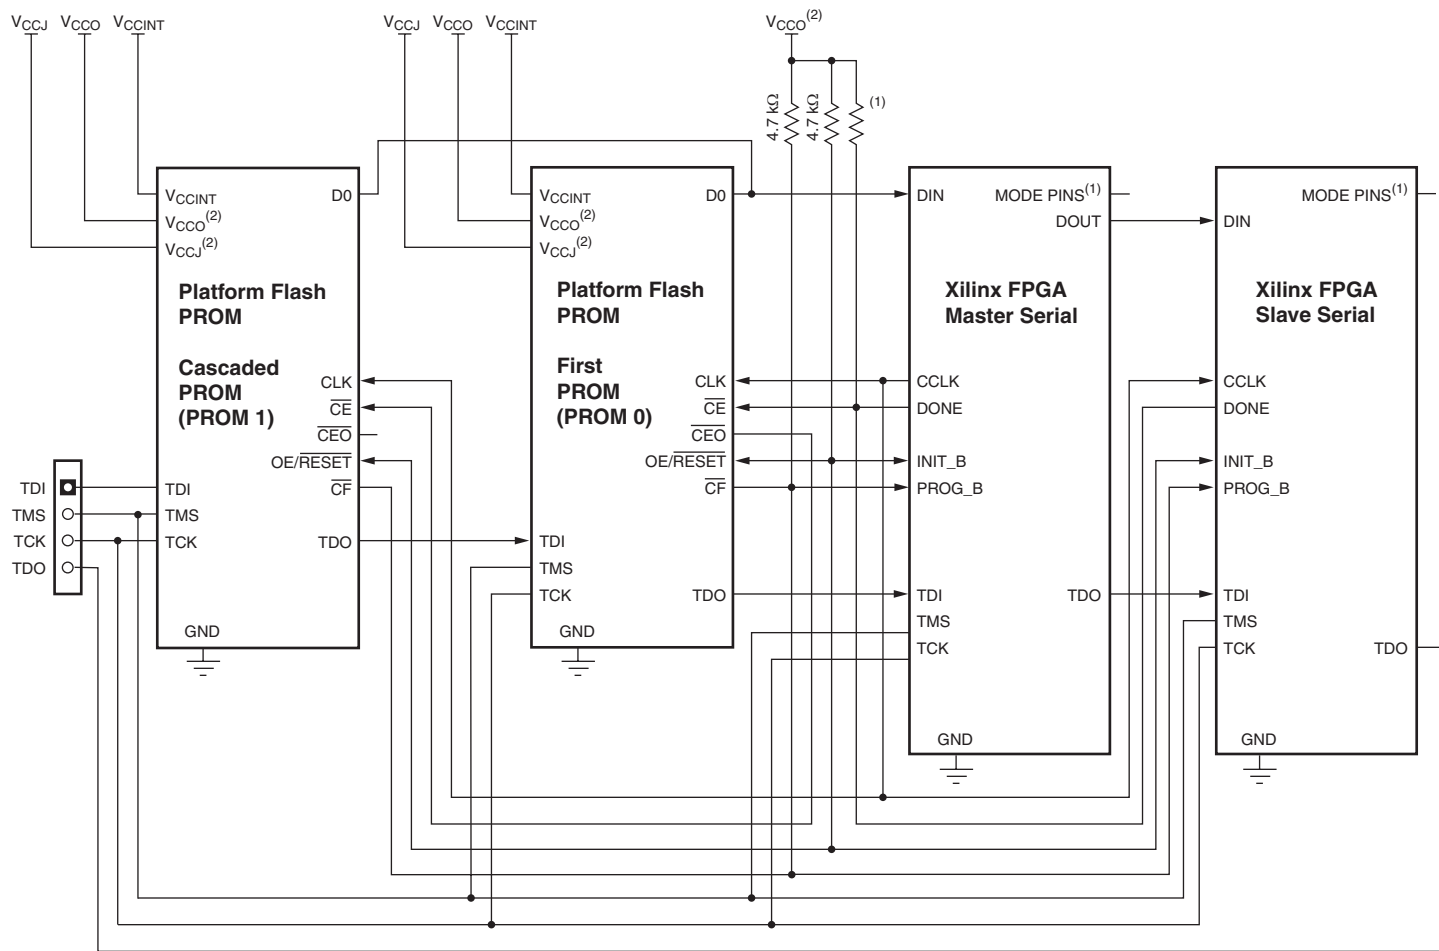 VCCJ VCCO VCCINT
VCCJ VCCO VCCINT
VCCO(2)
4.7 kΩ
4.7 kΩ
(1)
VCCINT
VCCO(2)
VCCJ(2)
D0
Platform Flash
PROM
Cascaded
PROM
(PROM 1)
CLK
CE
CEO
OE/RESET
CF
TDI
TMS
TCK
TDO
GND
TDI
TMS
TCK
TDO
VCCINT
VCCO(2)
VCCJ(2)
D0
Platform Flash
PROM
First
PROM
(PROM 0)
CLK
CE
CEO
OE/RESET
CF
TDI
TMS
TCK
TDO
GND
DIN
MODE PINS(1)
DOUT
Xilinx FPGA
Master Serial
CCLK
DONE
INIT_B
PROG_B
TDI
TMS
TCK
TDO
GND
MODE PINS(1)
DIN
Xilinx FPGA
Slave Serial
CCLK
DONE
INIT_B
PROG_B
TDI
TMS
TCK
TDO
GND